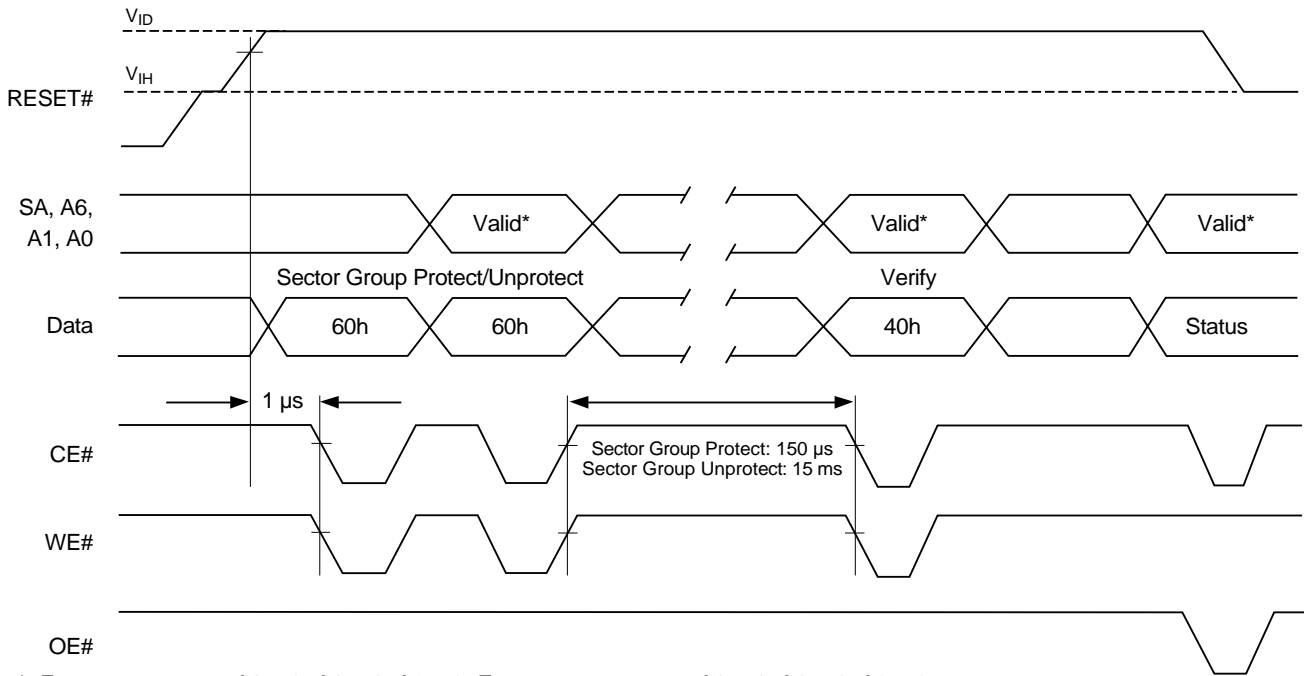 VID
VIH
RESET#
SA, A6,
A1, A0
Valid*
Valid*
Valid*
Sector Group Protect/Unprotect
Verify
Data
60h
60h
40h
Status
1 µs
CE#
Sector Group Protect: 150 µs
Sector Group Unprotect: 15 ms
WE#
OE#